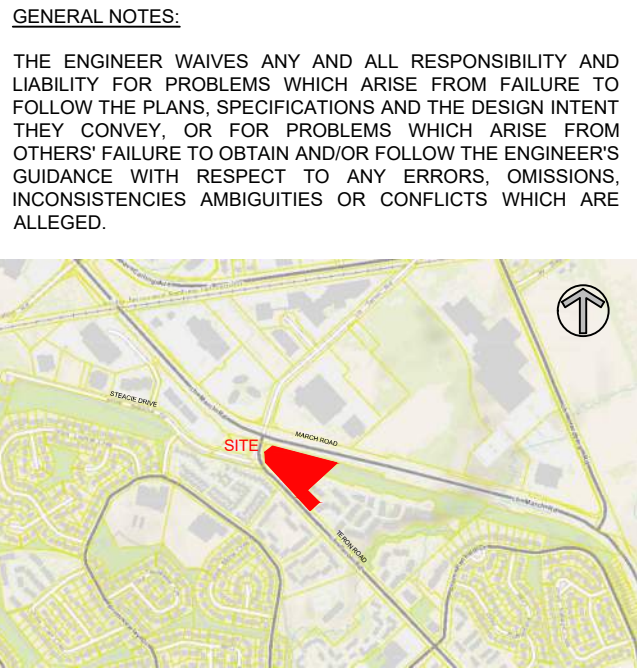 GENERAL NOTES:
THE ENGINEER WAIVES ANY AND ALL RESPONSIBILITY AND
LIABILITY FOR PROBLEMS WHICH ARISE FROM FAILURE TO
FOLLOW THE PLANS, SPECIFICATIONS AND THE DESIGN INTENT
THEY CONVEY, OR FOR PROBLEMS WHICH ARISE FROM
OTHERS' FAILURE TO OBTAIN AND/OR FOLLOW THE ENGINEER'S
GUIDANCE WITH RESPECT TO ANY ERRORS, OMISSIONS,
INCONSISTENCIES AMBIGUITIES OR CONFLICTS WHICH ARE
ALLEGED.
STEACIE DRIVE
MARCH ROAD
SITE
TERON ROAD